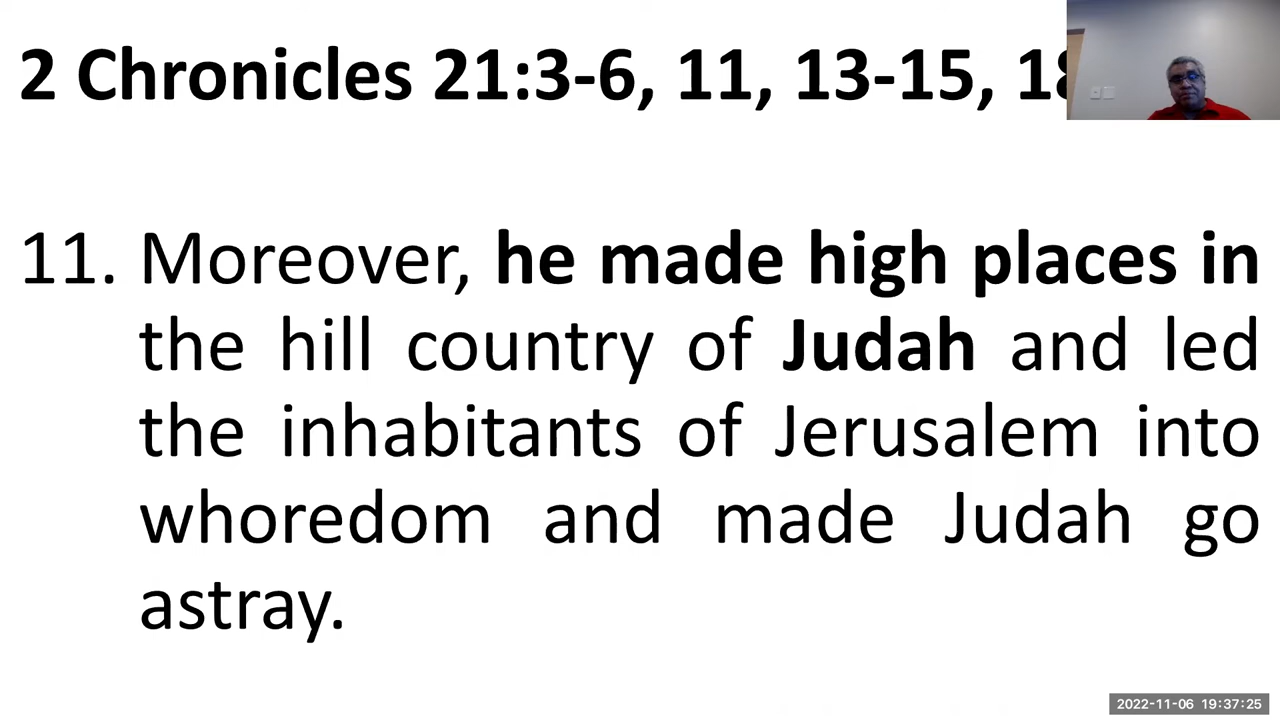 2 Chronicles 21:3-6, 11, 13-15, 18
11. Moreover, he made high places in
the hill country of Judah and led
the inhabitants of Jerusalem into
whoredom and made Judah go
astray.
2022-11-06 19:37:25